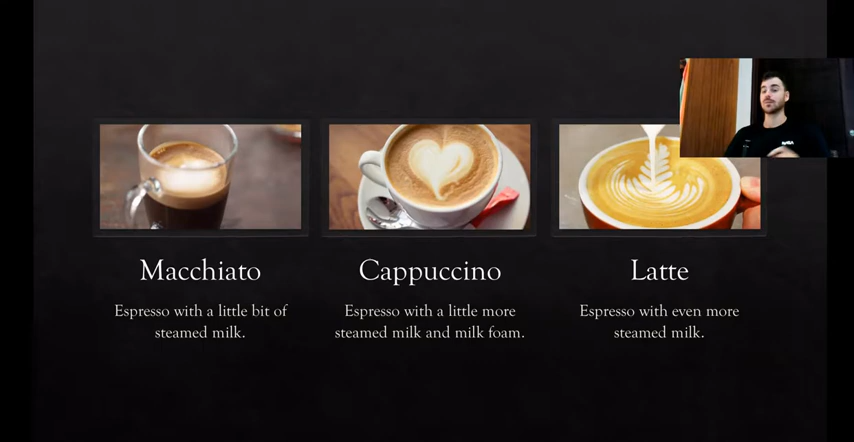 Macchiato
Espresso with a little bit of
steamed milk.
Cappuccino
Espresso with a little more
steamed milk and milk foam.
Latte
Espresso with even more
steamed milk.
NASA